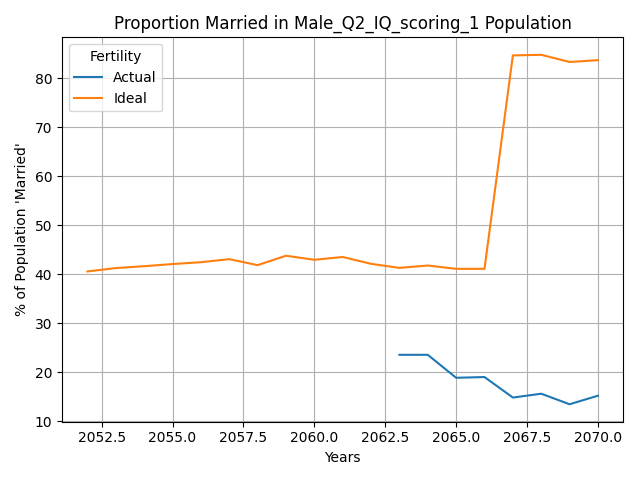 Proportion Married in Male_Q2_IQ_scoring_1 Population
Fertility
Actual
Ideal
% of Population 'Married'
80
70
60
50
40
30
20
10
2052.5 2055.0 2057.5 2060.0 2062.5 2065.0 2067.5 2070.0
Years